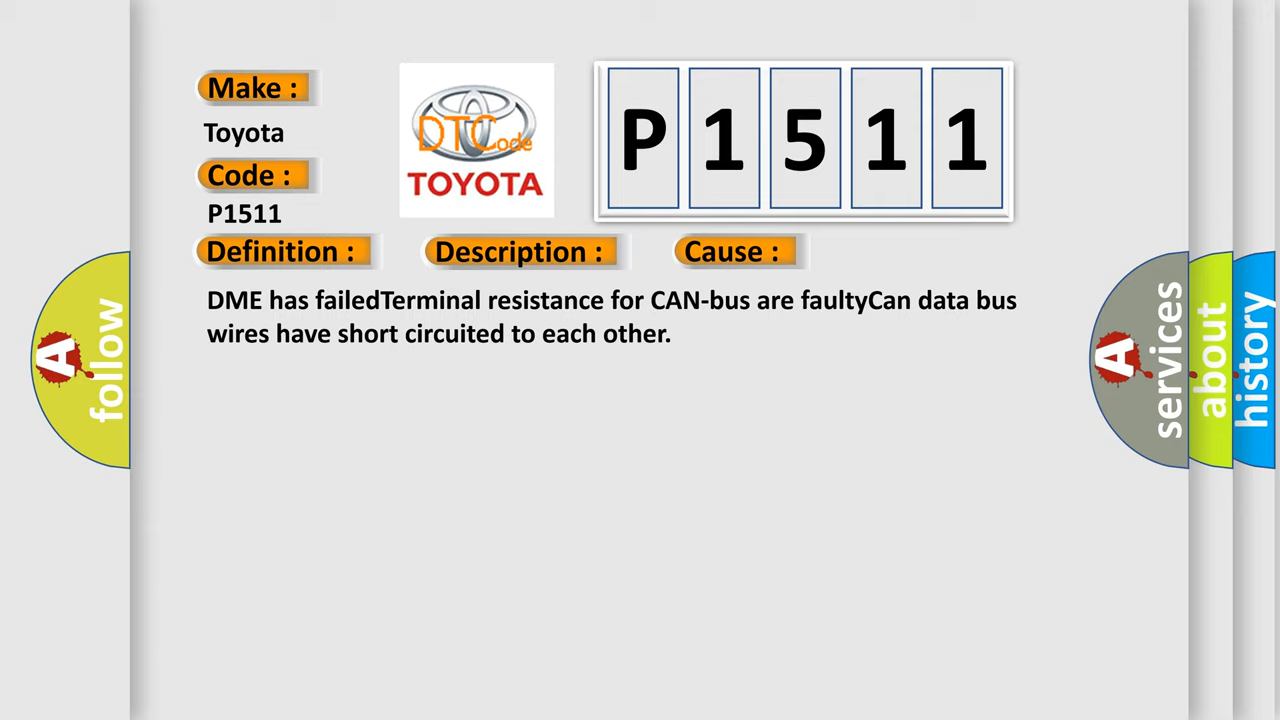 Make :
Toyota
Code :
P1511
DTCode
TOYOTA
P 1 5 1 1
Definition :
Description :
Cause :
DME has failedTerminal resistance for CAN-bus are faultyCan data bus
wires have short circuited to each other.
A
follow
A
services
about
history